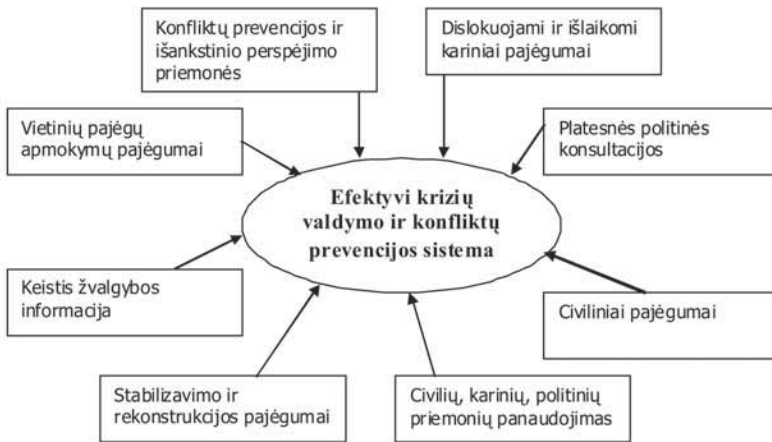 Konfliktų prevencijos ir
išankstinio perspėjimo
priemonės
Dislokuojami ir išlaikomi
kariniai pajėgumai
Vietinių pajėgų
apmokymų pajėgumai
Platesnės politinės
konsultacijos
Efektyvi krizių
valdymo ir konfliktų
prevencijos sistema
Keistis žvalgybos
informacija
Civiliniai pajėgumai
Stabilizavimo ir
rekonstrukcijos pajėgumai
Civilių, karinių, politinių
priemonių panaudojimas